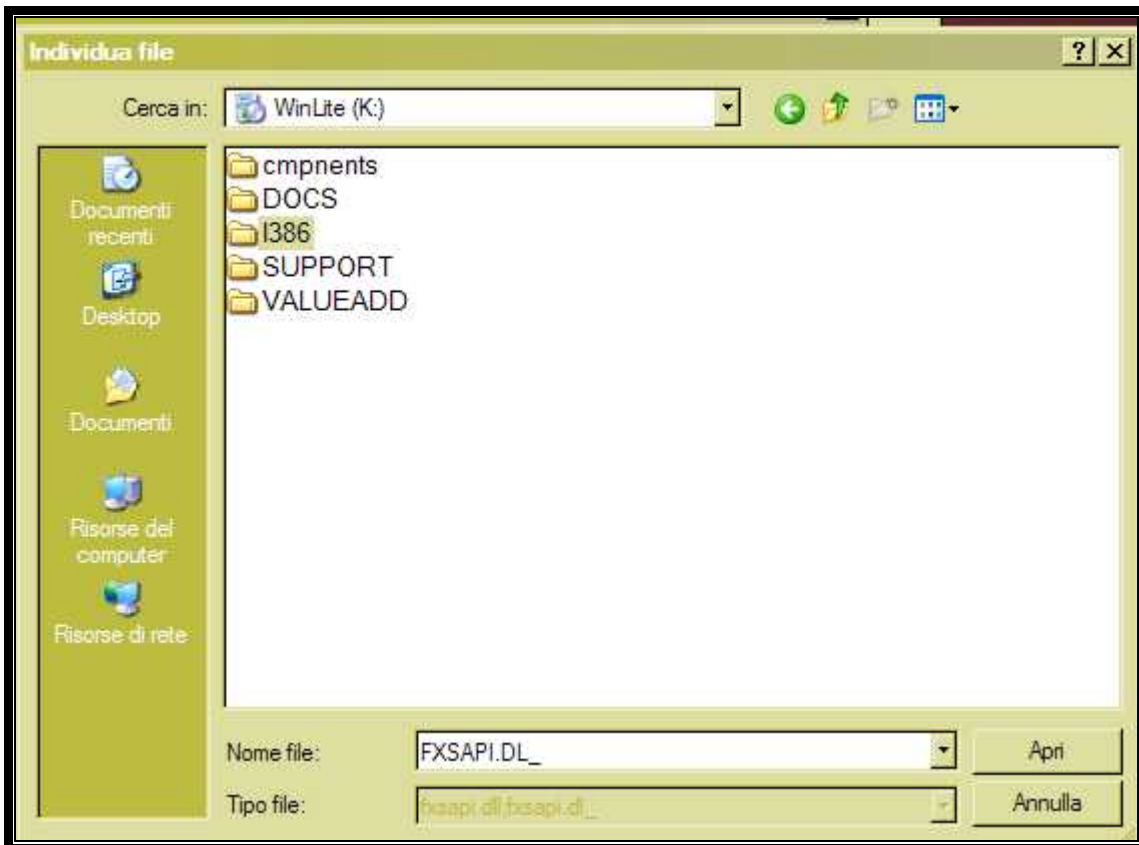 Individua file
Cerca in:
WinLite (K:)
cmpnents
DOCS
I386
SUPPORT
VALUEADD
Documenti
recenti
Desktop
Documenti
Risorse del
computer
Risorse di rete
Nome file:
FXSAPI.DL_
Apri
Tipo file:
fxsapi.dll;fxsapi.dl_
Annulla